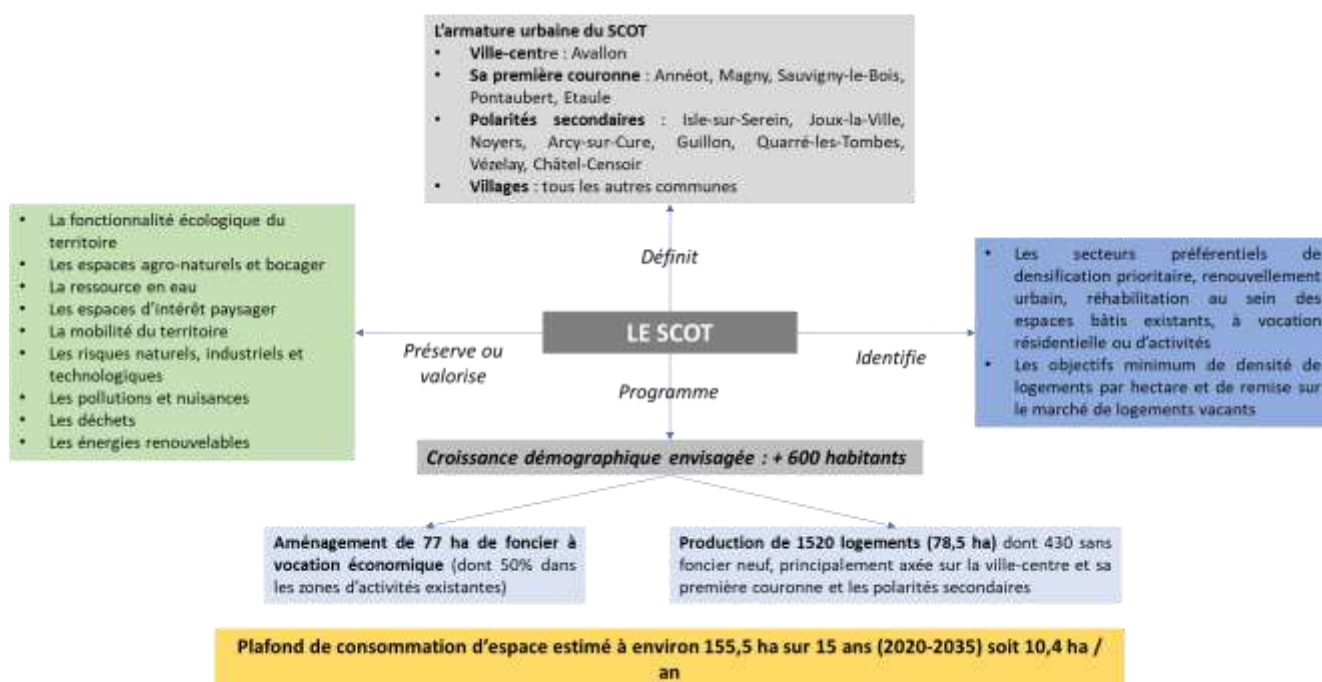 L'armature urbaine du SCOT
• Ville-centre : Avallon
• Sa première couronne : Annéot, Magny, Sauvigny-le-Bois,
Pontaubert, Etaule
• Polarités secondaires : Isle-sur-Serein, Joux-la-Ville,
Noyers, Arcy-sur-Cure, Guillon, Quarré-les-Tombes,
Vézelay, Châtel-Censoir
• Villages : tous les autres communes
• La fonctionnalité écologique du
territoire
• Les espaces agro-naturels et bocager
• La ressource en eau
• Les espaces d'intérêt paysager
• La mobilité du territoire
• Les risques naturels, industriels et
technologiques
• Les pollutions et nuisances
• Les déchets
• Les énergies renouvelables
Définit
LE SCOT
Préserve ou
valorise
Identifie
Programme
• Les secteurs préférentiels de
densification prioritaire, renouvellement
urbain, réhabilitation au sein des
espaces bâtis existants, à vocation
résidentielle ou d'activités
• Les objectifs minimum de densité de
logements par hectare et de remise sur
le marché de logements vacants
Croissance démographique envisagée : + 600 habitants
Aménagement de 77 ha de foncier à
vocation économique (dont 50% dans
les zones d'activités existantes)
Production de 1520 logements (78,5 ha) dont 430 sans
foncier neuf, principalement axée sur la ville-centre et sa
première couronne et les polarités secondaires
Plafond de consommation d'espace estimé à environ 155,5 ha sur 15 ans (2020-2035) soit 10,4 ha /
an